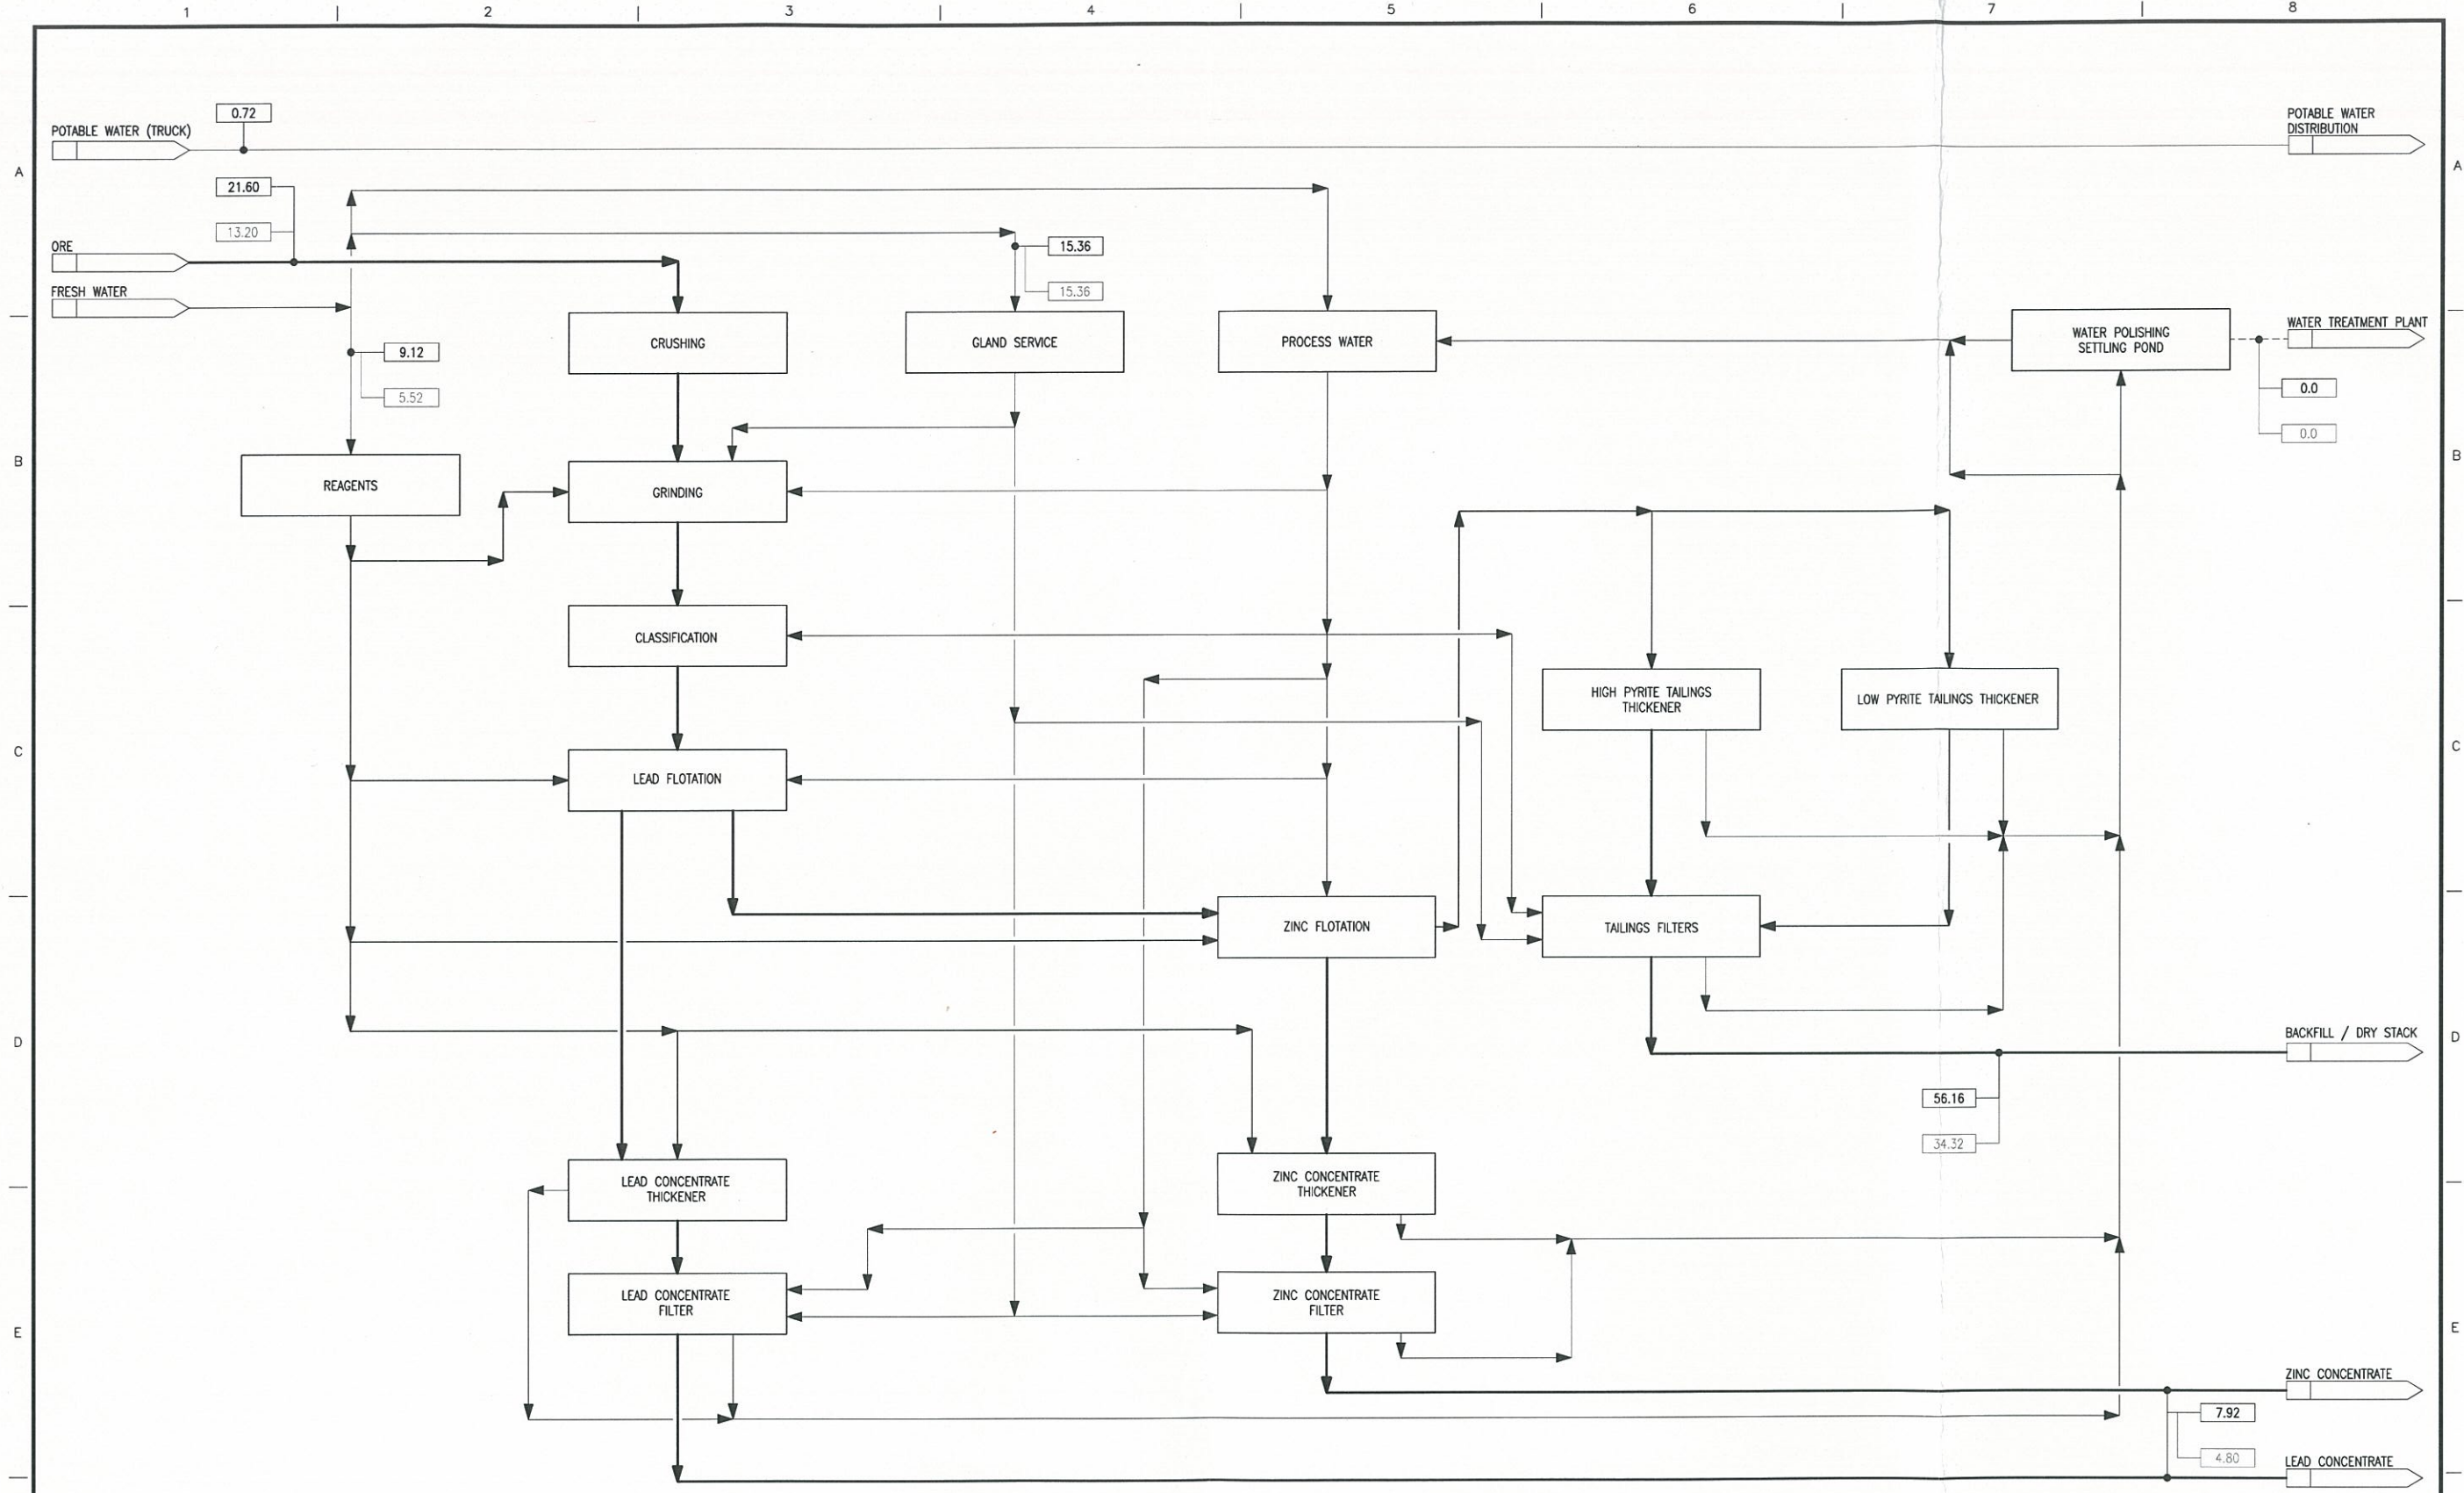 1 2 3 4 5 6 7 8
0.72
POTABLE WATER (TRUCK)
POTABLE WATER
DISTRIBUTION
A
A
21.60
13.20
ORE
15.36
15.36
FRESH WATER
9.12
5.52
CRUSHING
GLAND SERVICE
PROCESS WATER
WATER POLISHING
SETTLING POND
WATER TREATMENT PLANT
0.0
0.0
B
B
REAGENTS
GRINDING
CLASSIFICATION
HIGH PYRITE TAILINGS
THICKENER
LOW PYRITE TAILINGS THICKENER
C
C
LEAD FLOTATION
ZINC FLOTATION
TAILINGS FILTERS
D
D
BACKFILL / DRY STACK
56.16
34.32
LEAD CONCENTRATE
THICKENER
ZINC CONCENTRATE
THICKENER
LEAD CONCENTRATE
FILTER
ZINC CONCENTRATE
FILTER
E
E
ZINC CONCENTRATE
7.92
4.80
LEAD CONCENTRATE